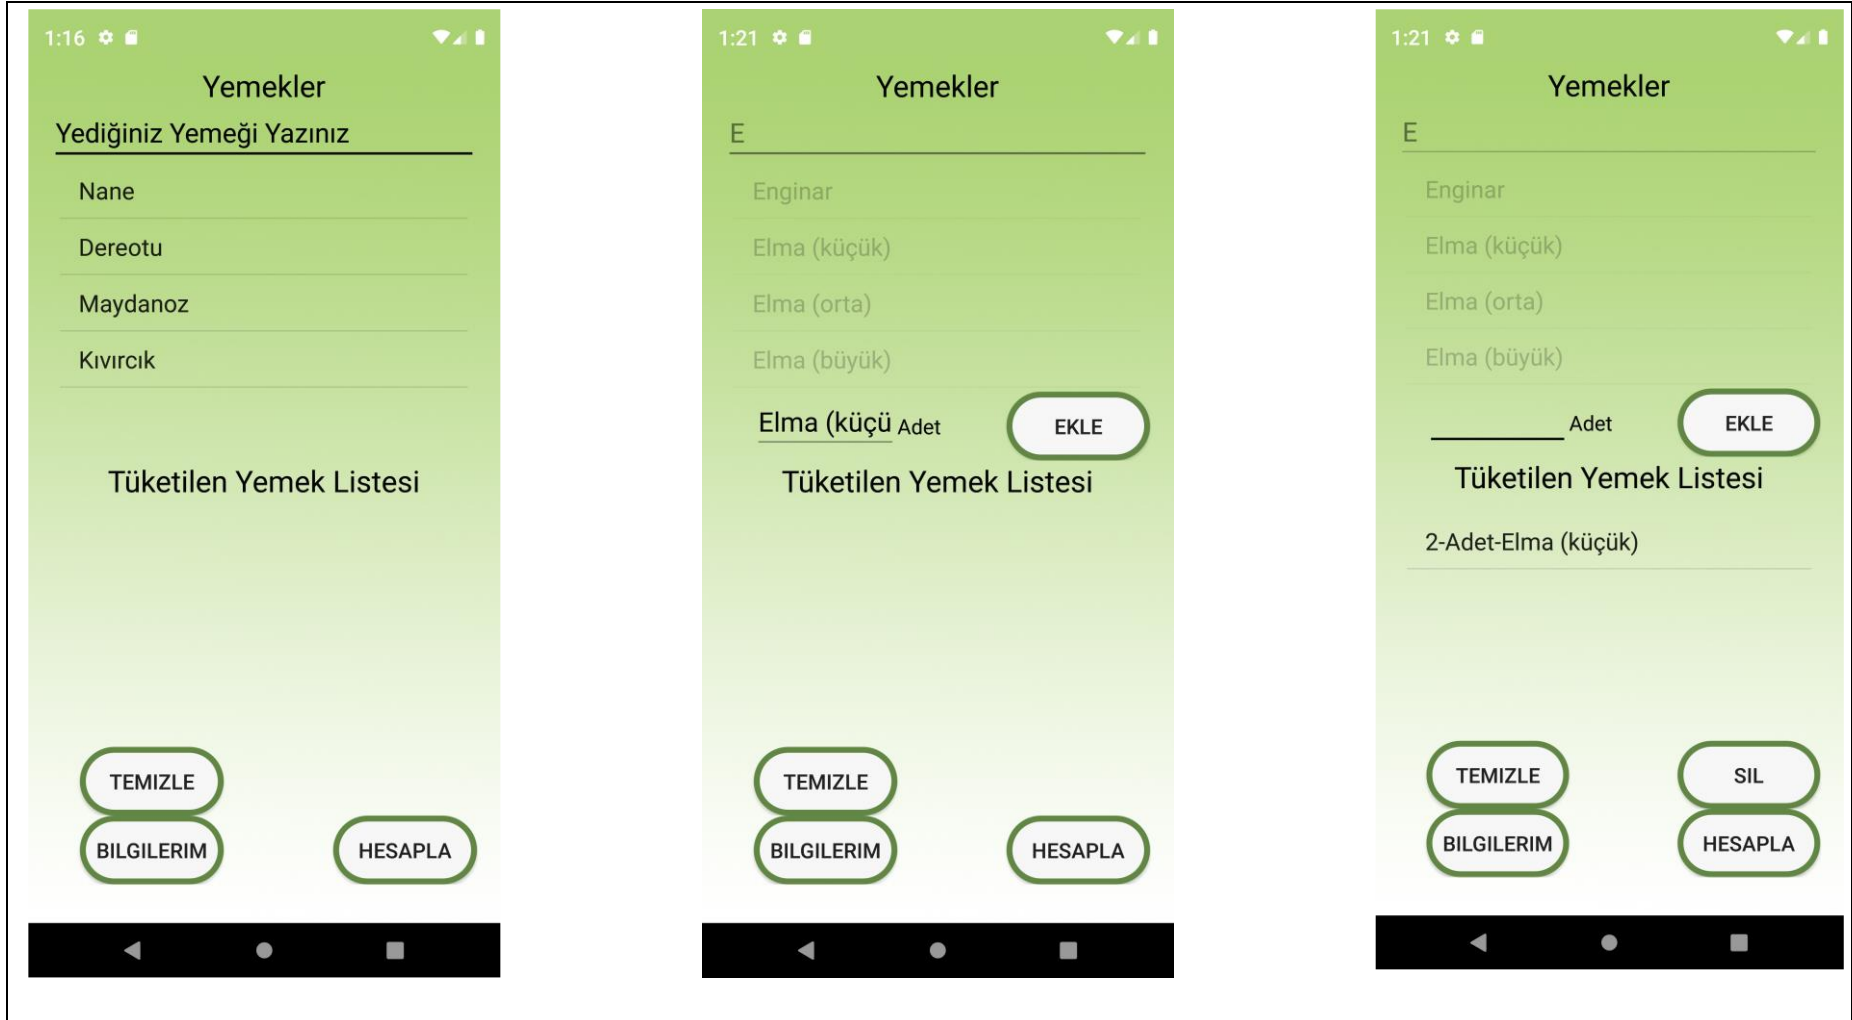 1:16
Yemekler
Yediğiniz Yemeği Yazınız
Nane
Dereotu
Maydanoz
Kıvırcık
Tüketilen Yemek Listesi
TEMIZLE
BILGILERIM
HESAPLA
1:21
Yemekler
E
Enginar
Elma (küçük)
Elma (orta)
Elma (büyük)
Elma (küçü Adet
EKLE
Tüketilen Yemek Listesi
TEMIZLE
BILGILERIM
HESAPLA
1:21
Yemekler
E
Enginar
Elma (küçük)
Elma (orta)
Elma (büyük)
Adet
EKLE
Tüketilen Yemek Listesi
2-Adet-Elma (küçük)
TEMIZLE
SIL
BILGILERIM
HESAPLA